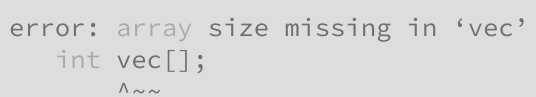 error: array size missing in ‘vec’
int vec[];
^~~